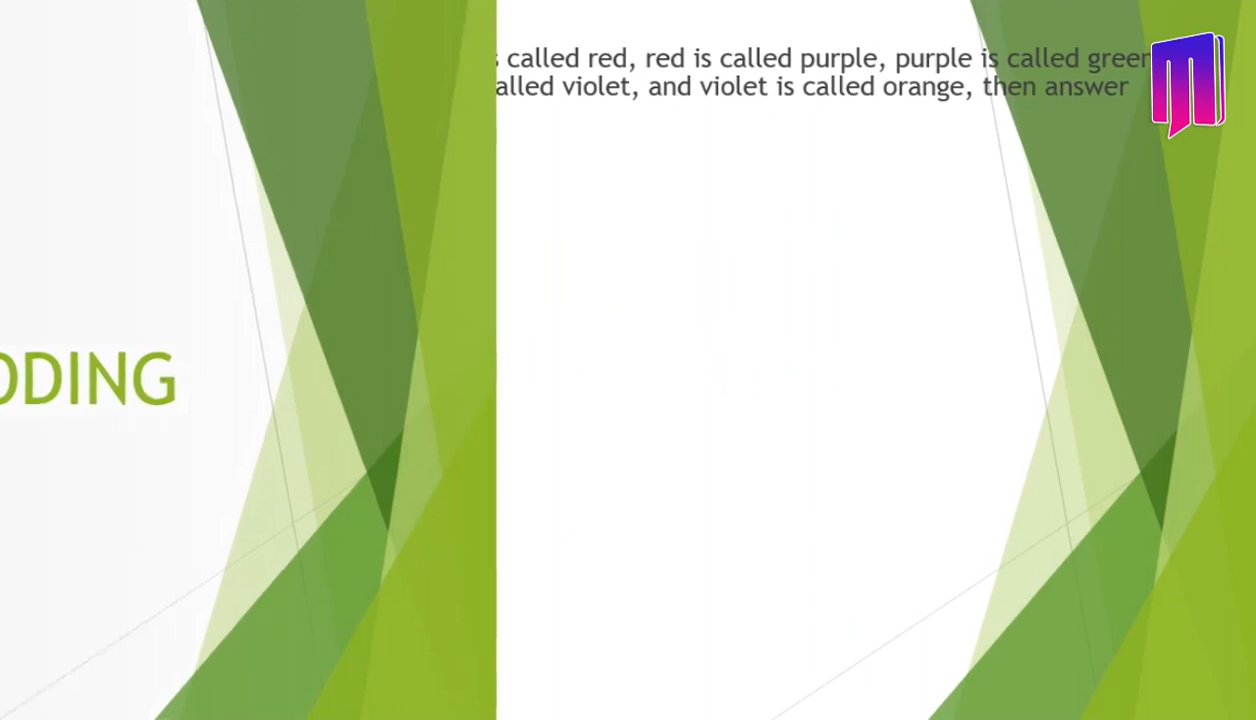 called red, red is called purple, purple is called green
called violet, and violet is called orange, then answer
ODING